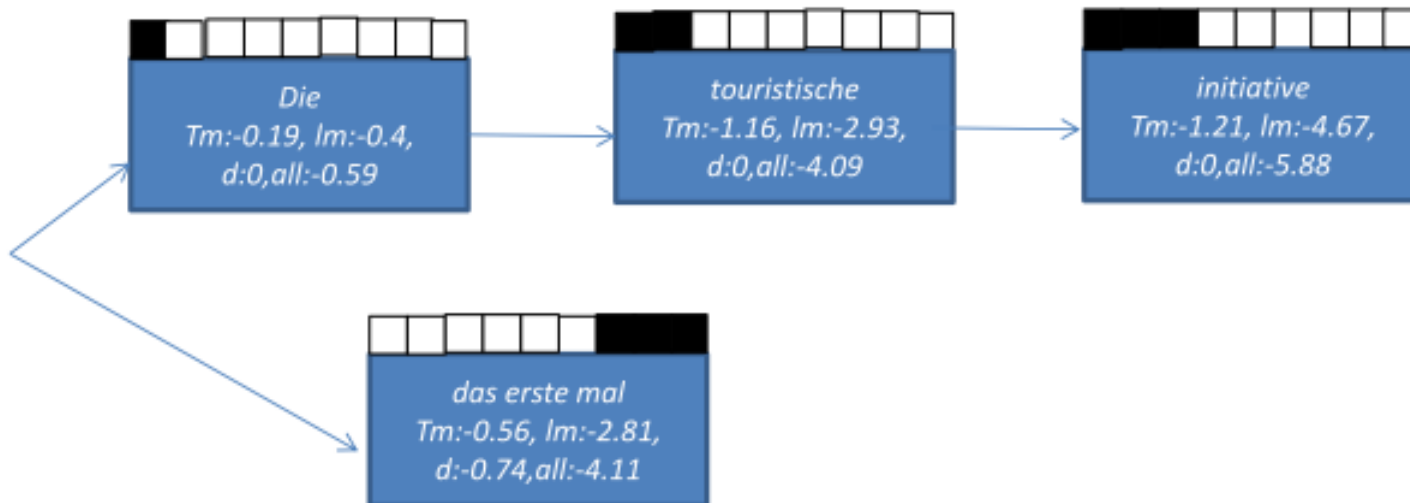 Die
Tm:-0.19, lm:-0.4,
d:0,all:-0.59
touristische
Tm:-1.16, lm:-2.93,
d:0,all:-4.09
initiative
Tm:-1.21, lm:-4.67,
d:0,all:-5.88
das erste mal
Tm:-0.56, lm:-2.81,
d:-0.74,all:-4.11